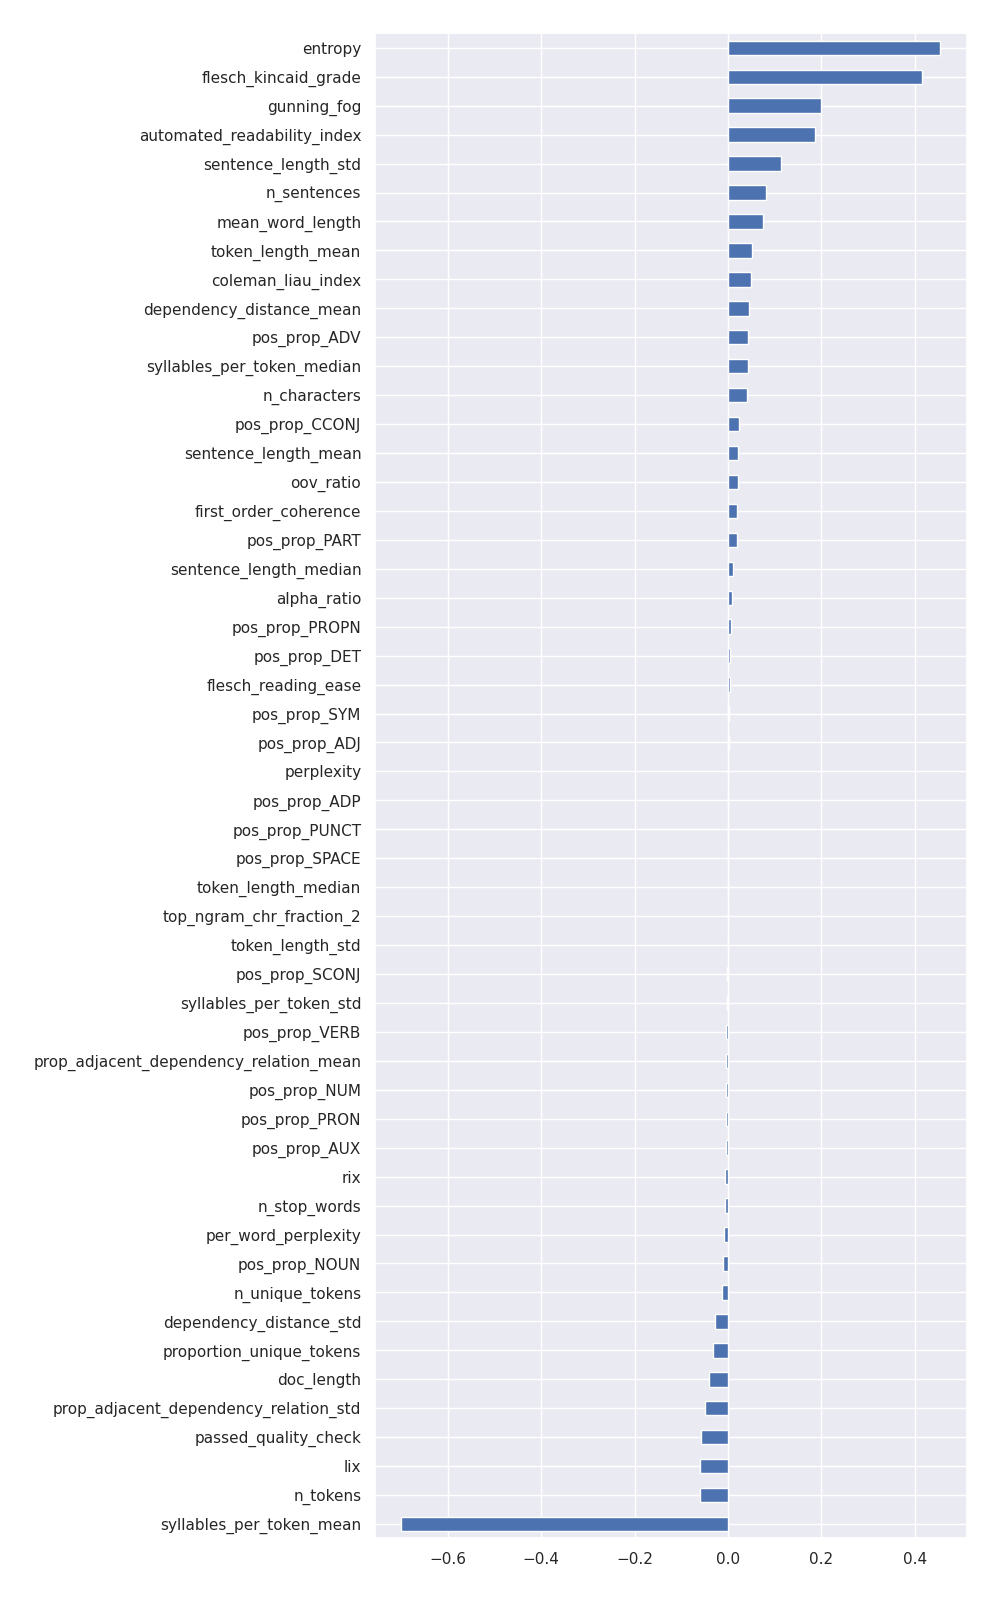 entropy
flesch_kincaid_grade
gunning_fog
automated_readability_index
sentence_length_std
n_sentences
mean_word_length
token_length_mean
coleman_liau_index
dependency_distance_mean
pos_prop_ADV
syllables_per_token_median
n_characters
pos_prop_CCONJ
sentence_length_mean
oov_ratio
first_order_coherence
pos_prop_PART
sentence_length_median
alpha_ratio
pos_prop_PROPN
pos_prop_DET
flesch_reading_ease
pos_prop_SYM
pos_prop_ADJ
perplexity
pos_prop_ADP
pos_prop_PUNCT
pos_prop_SPACE
token_length_median
top_ngram_chr_fraction_2
token_length_std
pos_prop_SCONJ
syllables_per_token_std
pos_prop_VERB
prop_adjacent_dependency_relation_mean
pos_prop_NUM
pos_prop_PRON
pos_prop_AUX
rix
n_stop_words
per_word_perplexity
pos_prop_NOUN
n_unique_tokens
dependency_distance_std
proportion_unique_tokens
doc_length
prop_adjacent_dependency_relation_std
passed_quality_check
lix
n_tokens
syllables_per_token_mean
−0.6 −0.4 −0.2 0.0 0.2 0.4